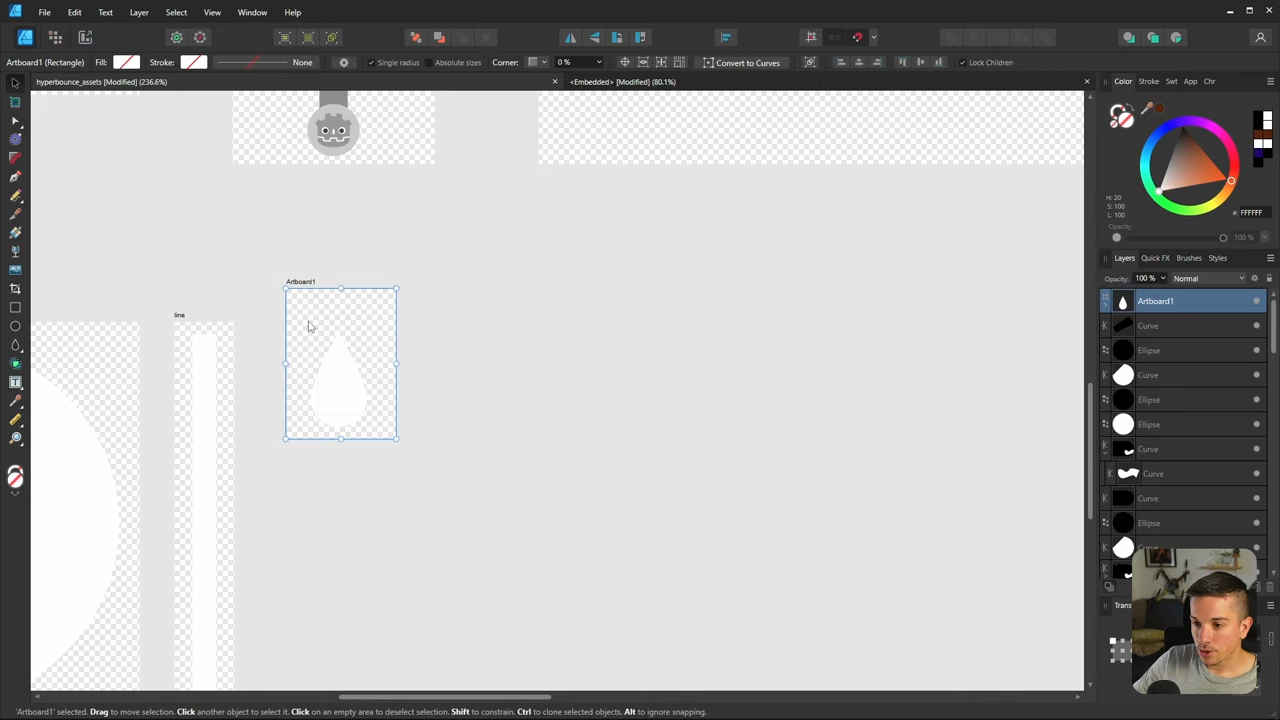 File Edit Text Layer Select View Window Help
Artboard1 (Rectangle) Fill: Stroke: None Single radius Absolute sizes Corner: 0 % Convert to Curves Lock Children
hyperbounce_assets [Modified] (236.6%) <Embedded> [Modified] (80.1%)
Color Stroke Swt App Chr
H: 20
S: 100
L: 100
#: FFFFFF
Opacity
100 %
Layers Quick FX Brushes Styles
Opacity: 100 % Normal
Artboard1
line
Artboard1
Curve
Ellipse
Curve
Ellipse
Ellipse
Curve
Curve
Curve
Ellipse
'Artboard1' selected. Drag to move selection. Click another object to select it. Click on an empty area to deselect selection. Shift to constrain. Ctrl to clone selected objects. Alt to ignore snapping.